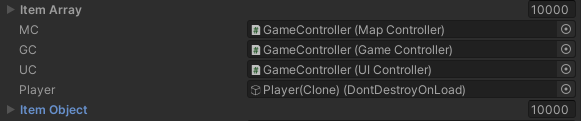 Item Array 10000
MC GameController (Map Controller)
GC GameController (Game Controller)
UC GameController (UI Controller)
Player Player(Clone) (DontDestroyOnLoad)
Item Object 10000